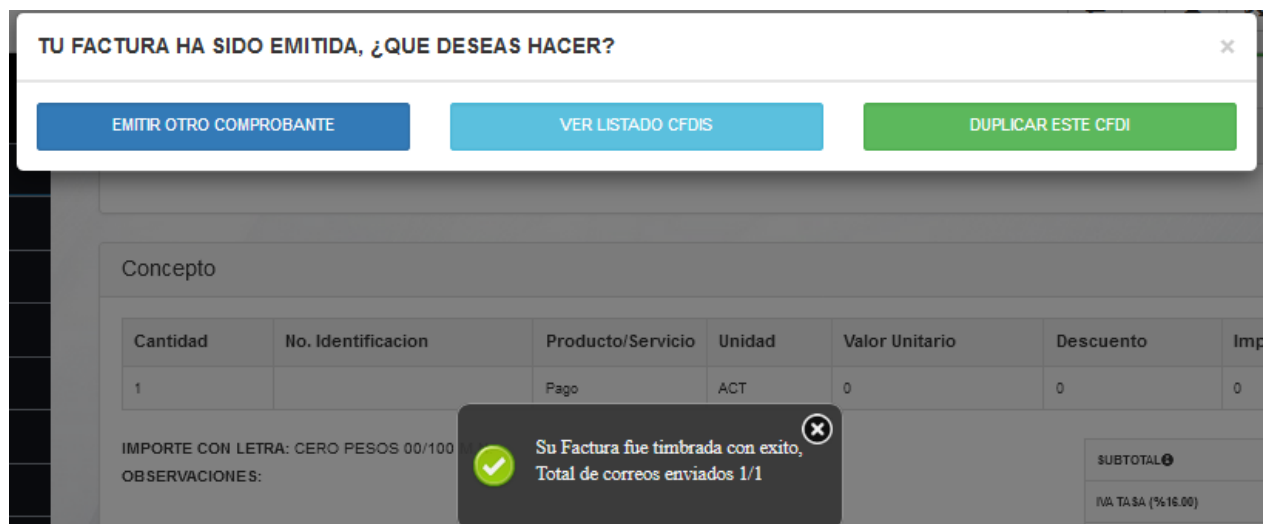 TU FACTURA HA SIDO EMITIDA, ¿QUE DESEAS HACER?
×
EMITIR OTRO COMPROBANTE
VER LISTADO CFDIS
DUPLICAR ESTE CFDI
Concepto
Cantidad No. Identificacion Producto/Servicio Unidad Valor Unitario Descuento Imp
1 Pago ACT 0 0 0
IMPORTE CON LETRA: CERO PESOS 00/100
OBSERVACIONES:
Su Factura fue timbrada con exito,
Total de correos enviados 1/1
SUBTOTAL
IVA TASA (%16.00)